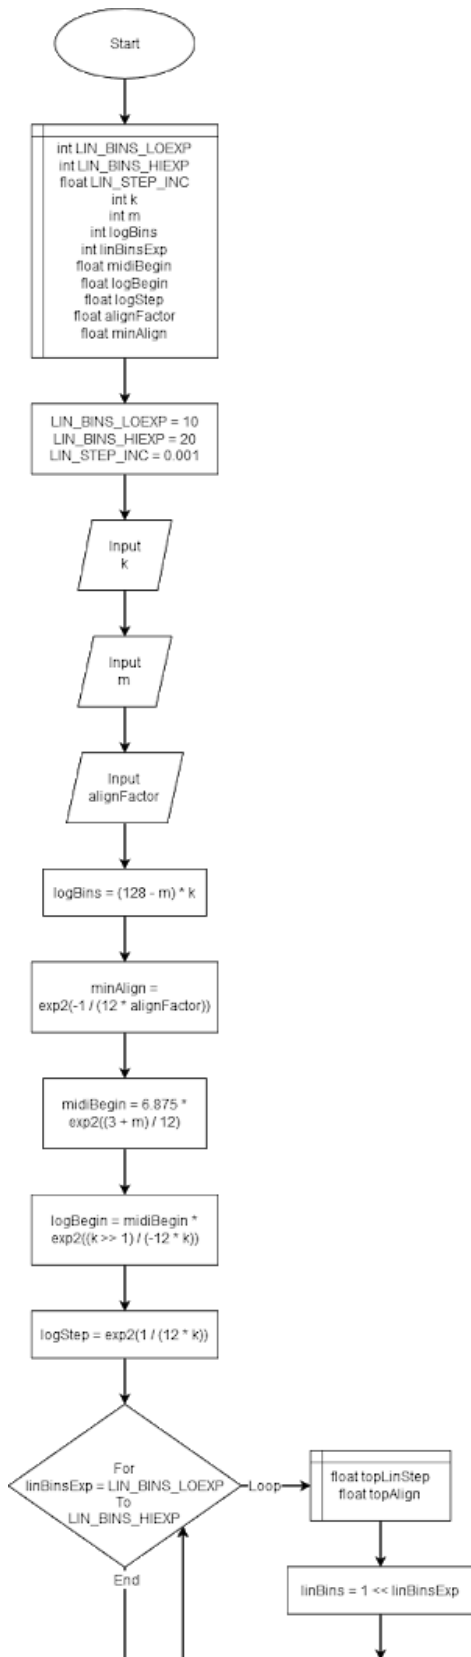 Start
int LIN_BINS_LOEXP
int LIN_BINS_HIEXP
float LIN_STEP_INC
int k
int m
int logBins
int linBinsExp
float midiBegin
float logBegin
float logStep
float alignFactor
float minAlign
LIN_BINS_LOEXP = 10
LIN_BINS_HIEXP = 20
LIN_STEP_INC = 0.001
Input
k
Input
m
Input
alignFactor
logBins = (128 - m) * k
minAlign =
exp2(-1 / (12 * alignFactor))
midiBegin = 6.875 *
exp2((3 + m) / 12)
logBegin = midiBegin *
exp2((k >> 1) / (-12 * k))
logStep = exp2(1 / (12 * k))
For
linBinsExp = LIN_BINS_LOEXP
To
LIN_BINS_HIEXP
Loop
float topLinStep
float topAlign
End
linBins = 1 << linBinsExp